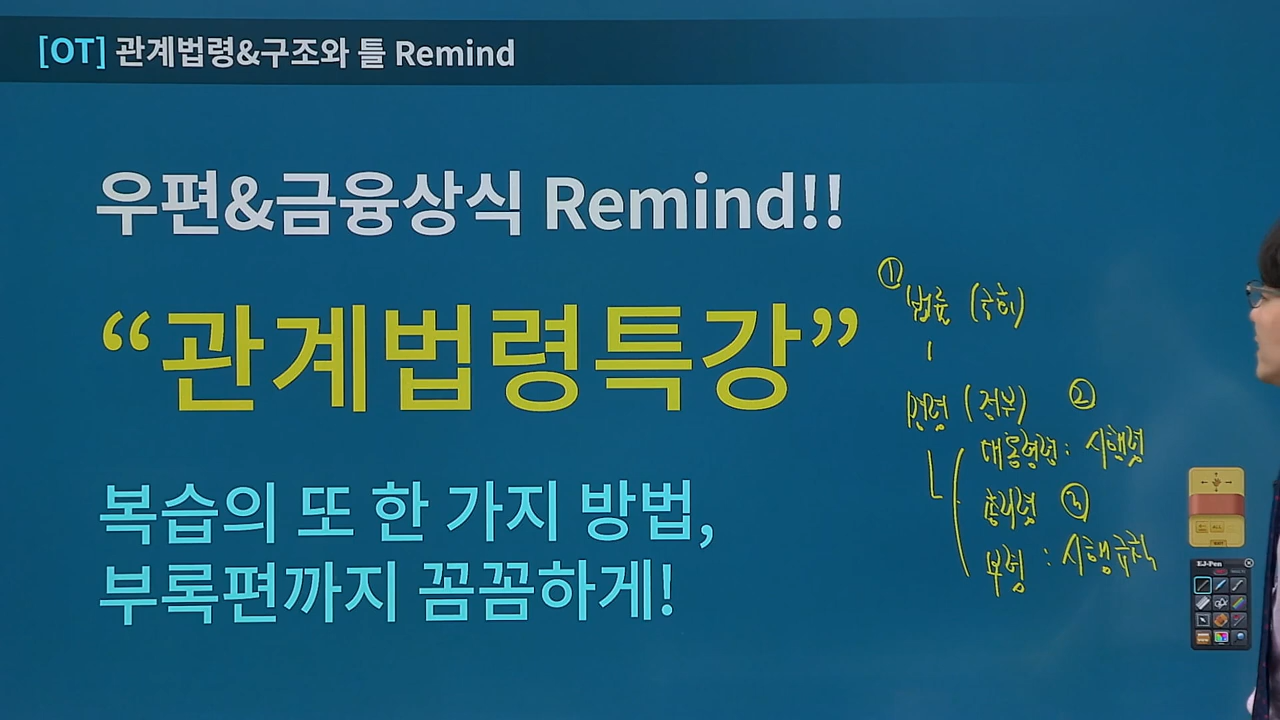 [OT] 관계법령&구조와 틀 Remind
우편&금융상식 Remind!!
“관계법령특강”
복습의 또 한 가지 방법,
부록편까지 꼼꼼하게!
① 법률 (국회)
명령 (정부) ②
대통령령 : 시행령
총리령 ③
부령 : 시행규칙
EJ-Pen